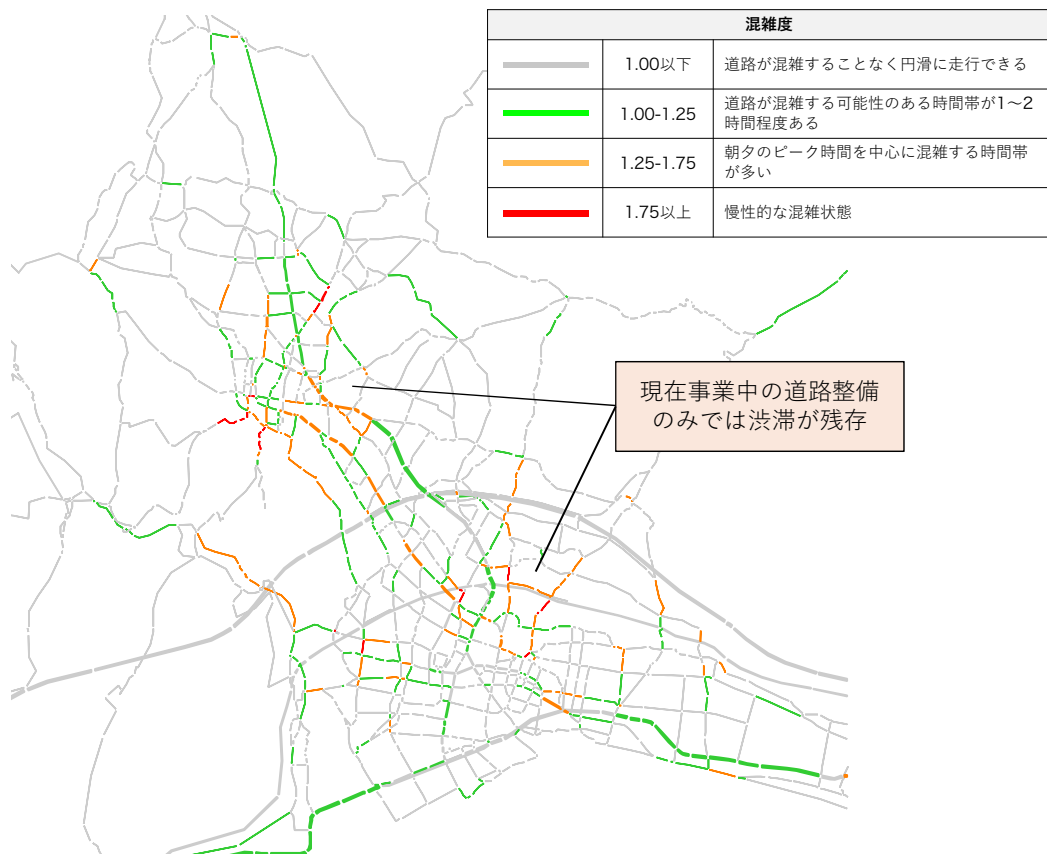 混雑度
1.00以下
道路が混雑することなく円滑に走行できる
1.00-1.25
道路が混雑する可能性のある時間帯が1〜2
時間程度ある
1.25-1.75
朝夕のピーク時間を中心に混雑する時間帯
が多い
1.75以上
慢性的な混雑状態
現在事業中の道路整備
のみでは渋滞が残存